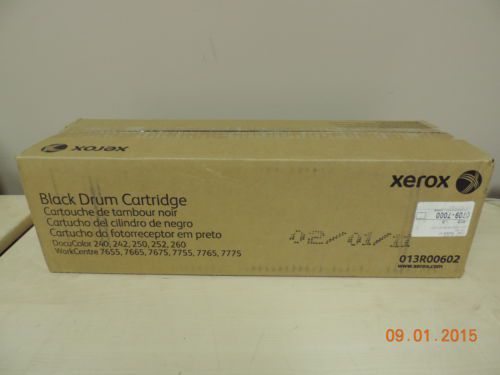 xerox
xerox
Black Drum Cartridge
Cartouche de tambour noir
Cartucho del cilindro de negro
Cartucho do fotorreceptor em preto
DocuColor 240, 242, 250, 252, 260
WorkCentre 7655, 7665, 7675, 7755, 7765, 7775
02/01/11
0709-7000
013R00602
www.xerox.com
09.01.2015